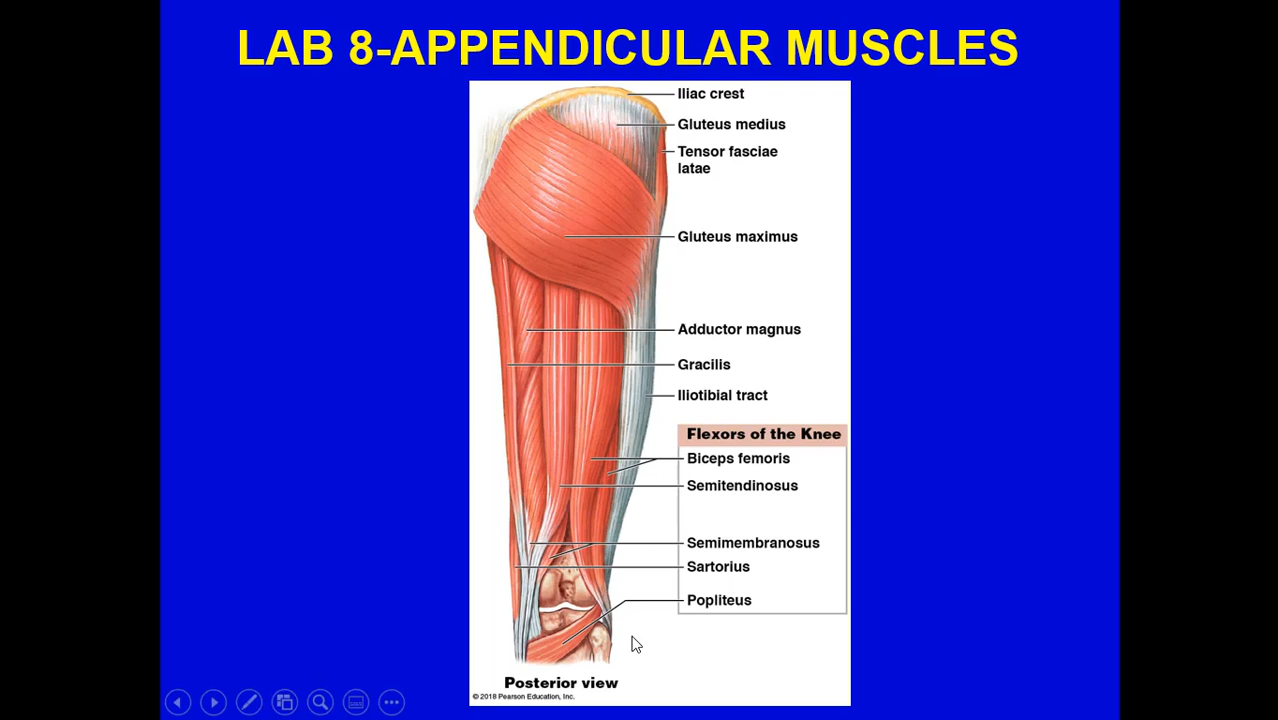 LAB 8-APPENDICULAR MUSCLES
Iliac crest
Gluteus medius
Tensor fasciae
latae
Gluteus maximus
Adductor magnus
Gracilis
Iliotibial tract
Flexors of the Knee
Biceps femoris
Semitendinosus
Semimembranosus
Sartorius
Popliteus
Posterior view
© 2018 Pearson Education, Inc.